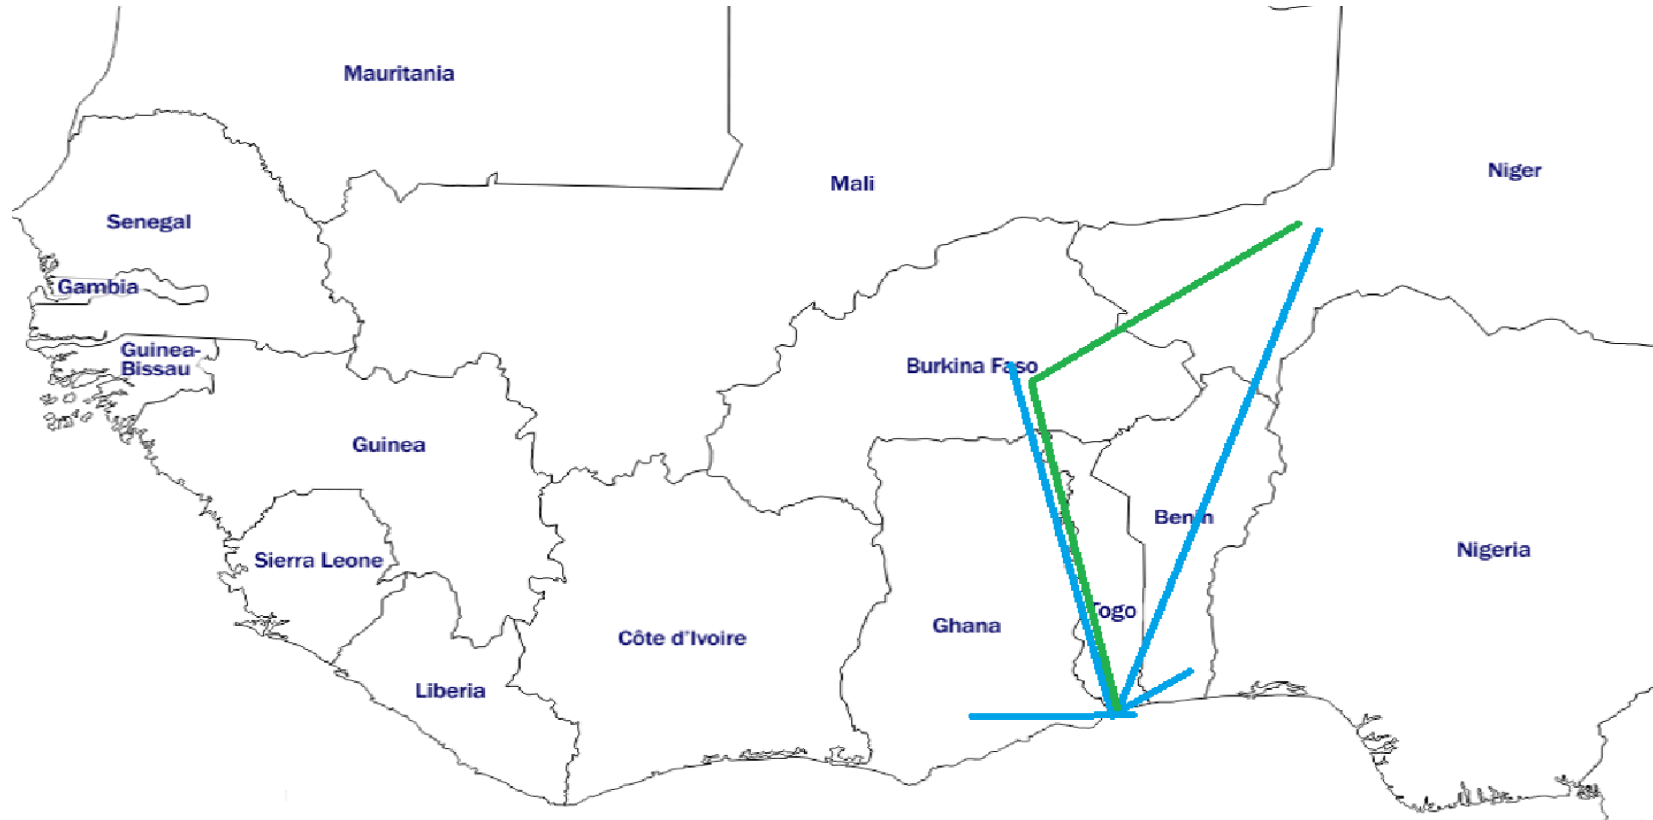 Mauritania
Mali
Niger
Senegal
Gambia
Guinea-
Bissau
Burkina Faso
Guinea
Benin
Nigeria
Sierra Leone
Togo
Ghana
Côte d'Ivoire
Liberia